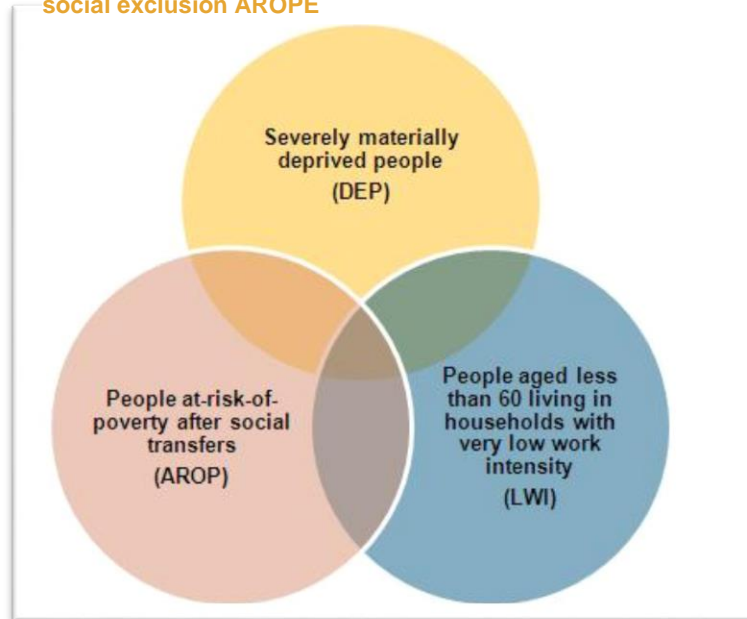 social exclusion AROPE
Severely materially
deprived people
(DEP)
People at-risk-of-
poverty after social
transfers
(AROP)
People aged less
than 60 living in
households with
very low work
intensity
(LWI)